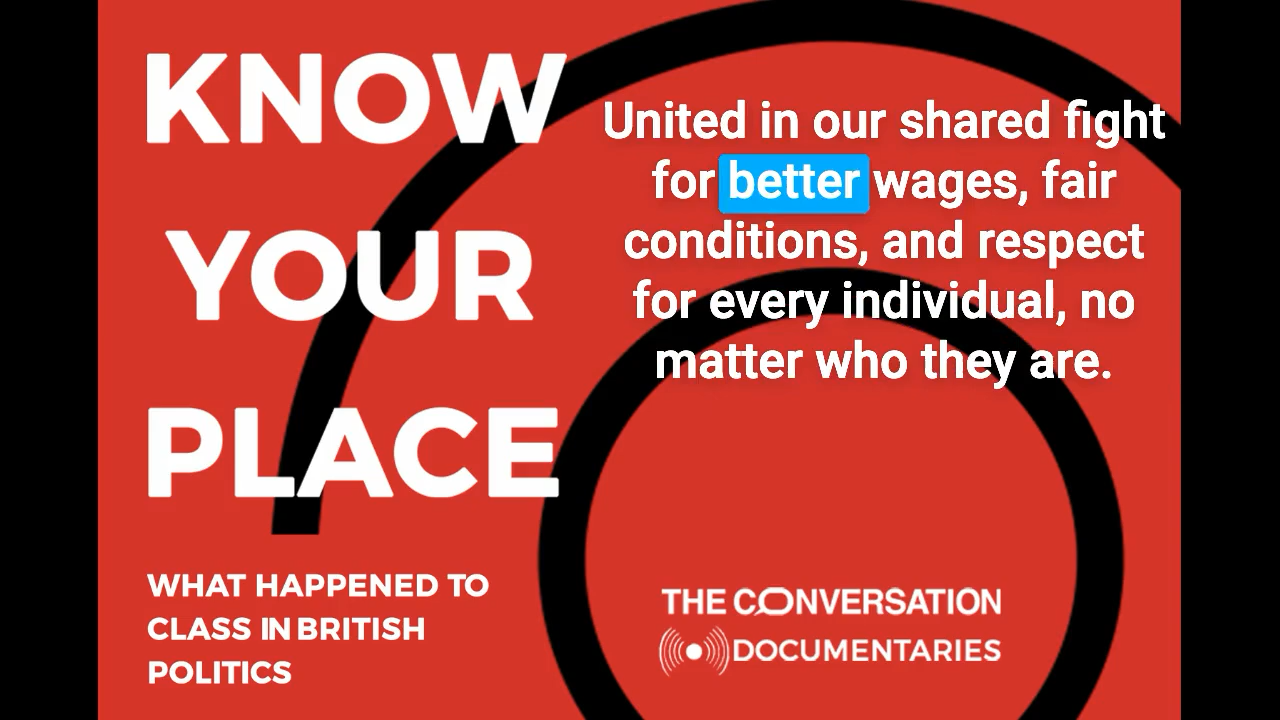 KNOW
YOUR
PLACE
WHAT HAPPENED TO
CLASS IN BRITISH
POLITICS
United in our shared fight
for better wages, fair
conditions, and respect
for every individual, no
matter who they are.
THE CONVERSATION
DOCUMENTARIES